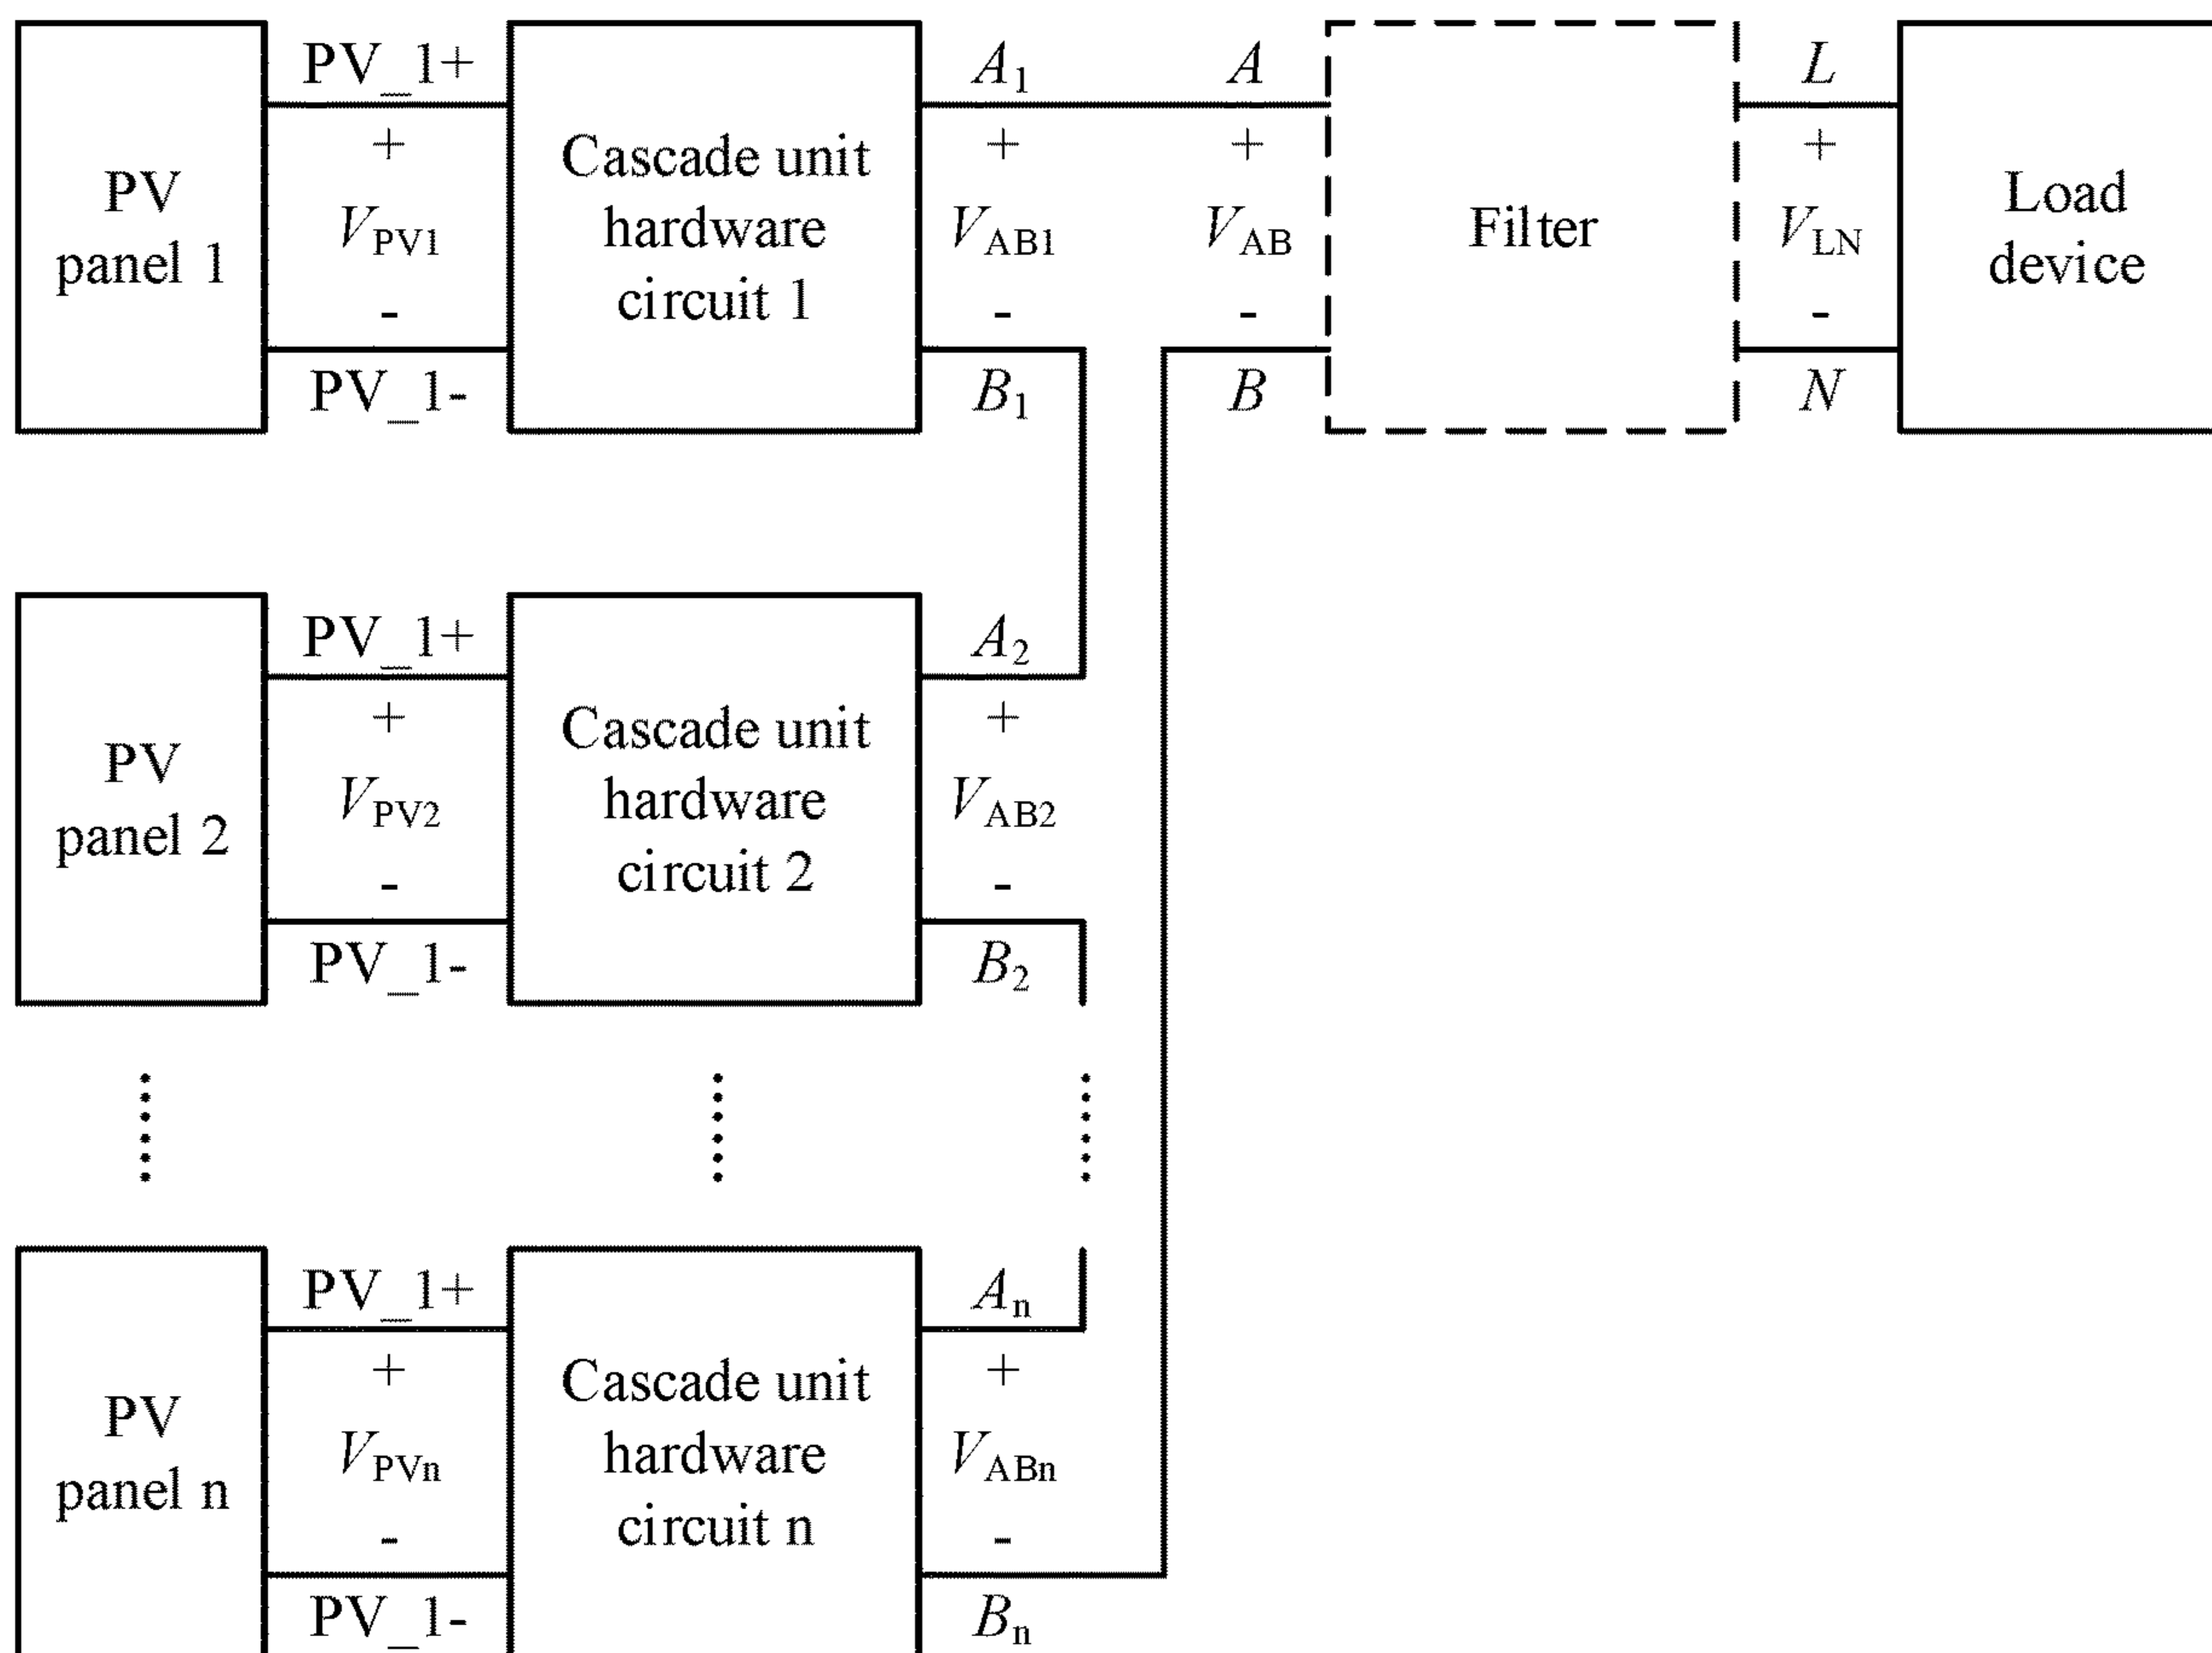 PV_1+
A1
A
L
+
+
+
+
PV
panel 1
VPV1
Cascade unit
hardware
circuit 1
VAB1
VAB
Filter
VLN
Load
device
-
-
-
-
PV_1-
B1
B
N
PV_1+
A2
+
+
PV
panel 2
VPV2
Cascade unit
hardware
circuit 2
VAB2
-
-
PV_1-
B2
PV_1+
An
+
+
PV
panel n
VPVn
Cascade unit
hardware
circuit n
VABn
-
-
PV_1-
Bn